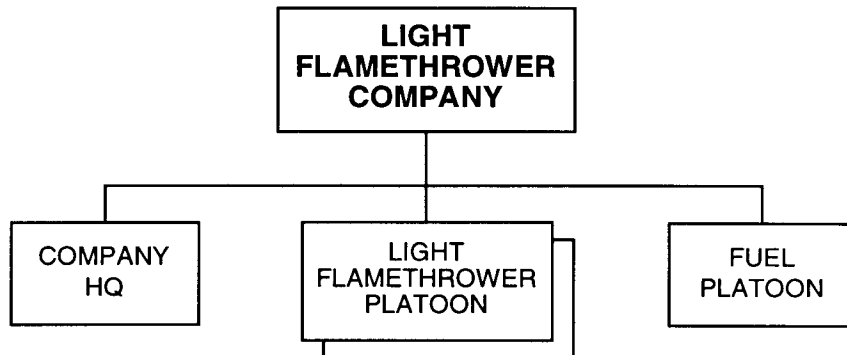 LIGHT
FLAMETHROWER
COMPANY
COMPANY
HQ
LIGHT
FLAMETHROWER
PLATOON
FUEL
PLATOON